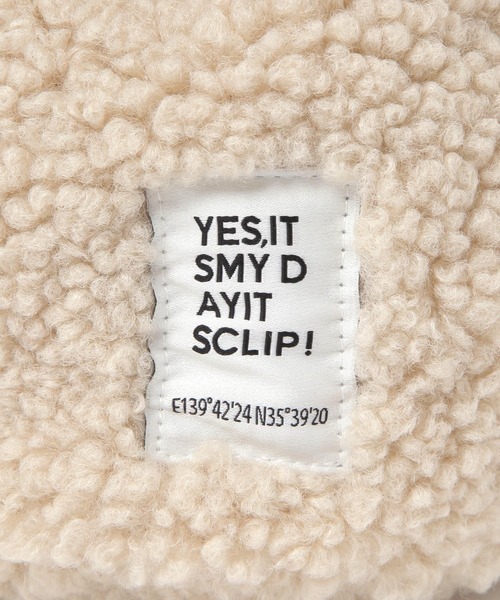 YES,IT
SMY D
AYIT
SCLIP!
E139°42'24 N35°39'20